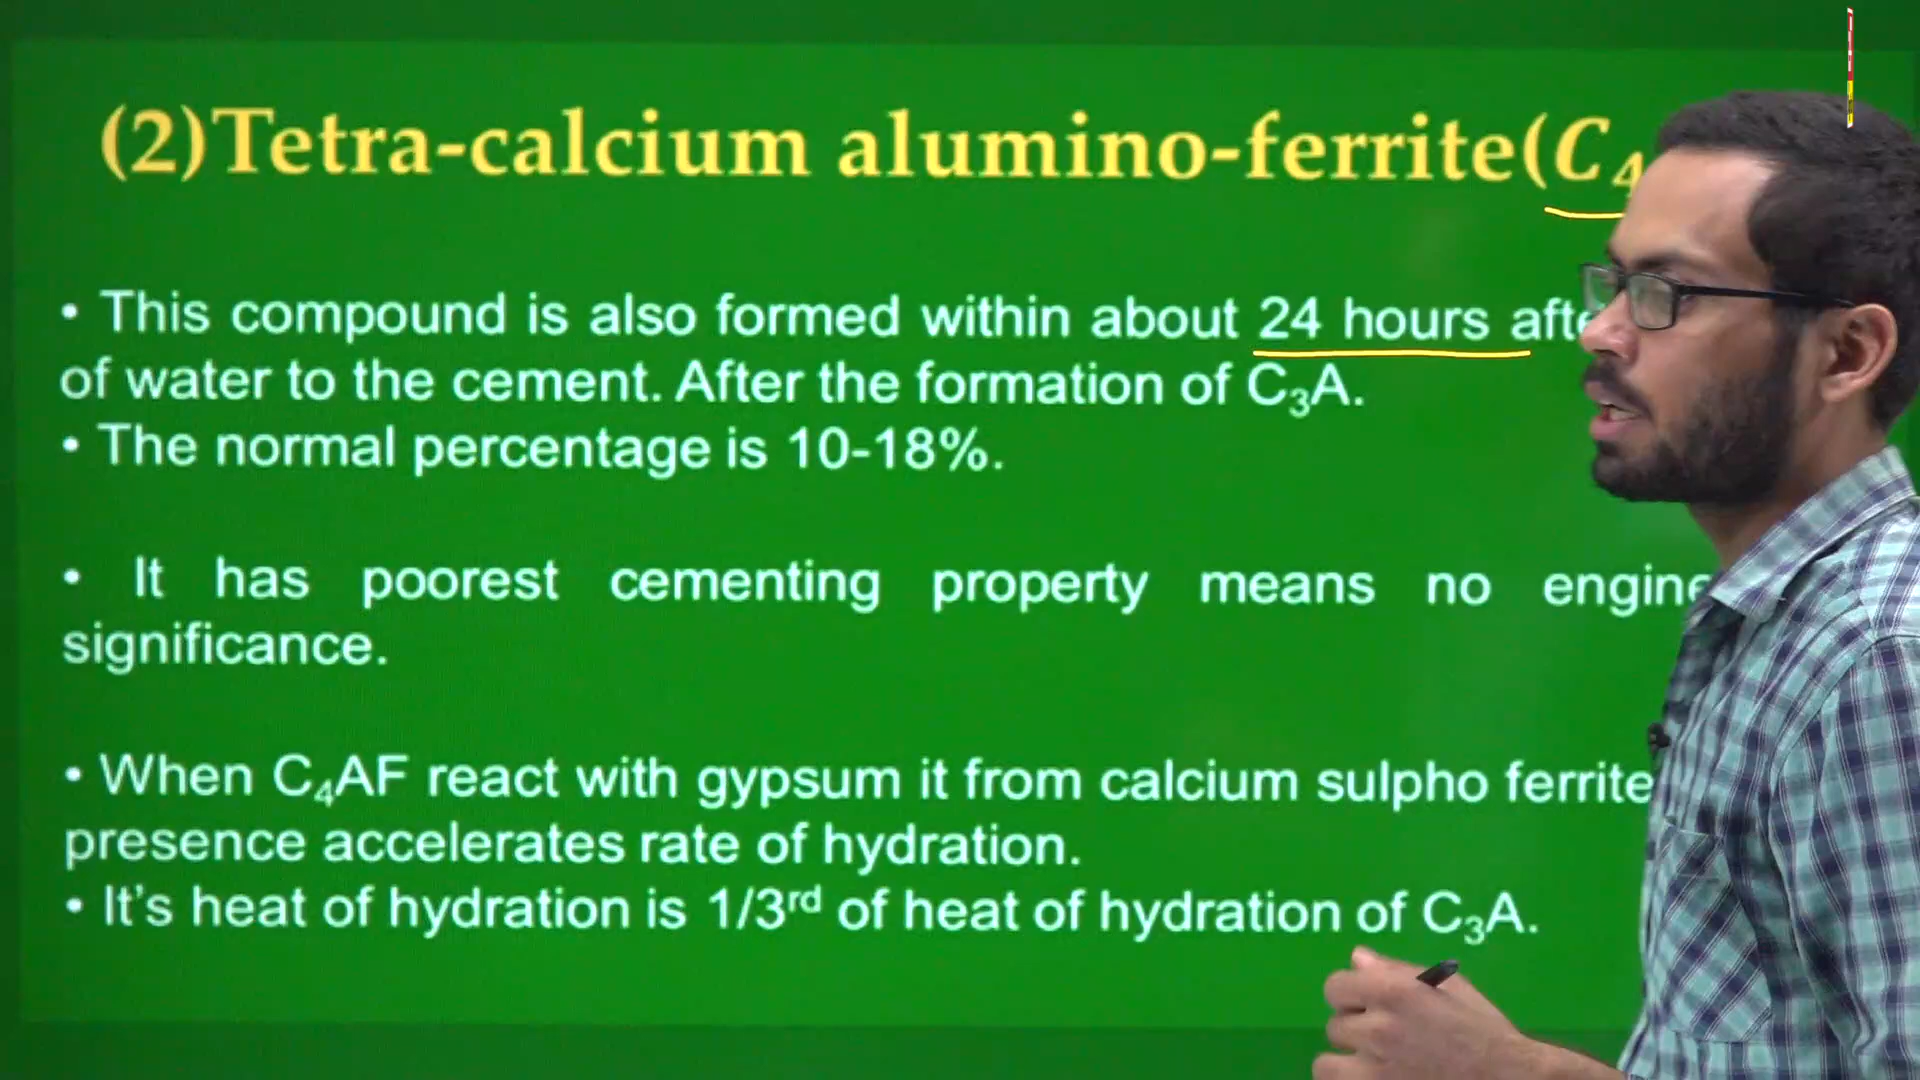 (2)Tetra-calcium alumino-ferrite(C₄
• This compound is also formed within about 24 hours
of water to the cement. After the formation of C₃A.
• The normal percentage is 10-18%.
• It has poorest cementing property means no
significance.
• When C₄AF react with gypsum it from calcium sulpho ferrite
presence accelerates rate of hydration.
• It's heat of hydration is 1/3ʳᵈ of heat of hydration of C₃A.